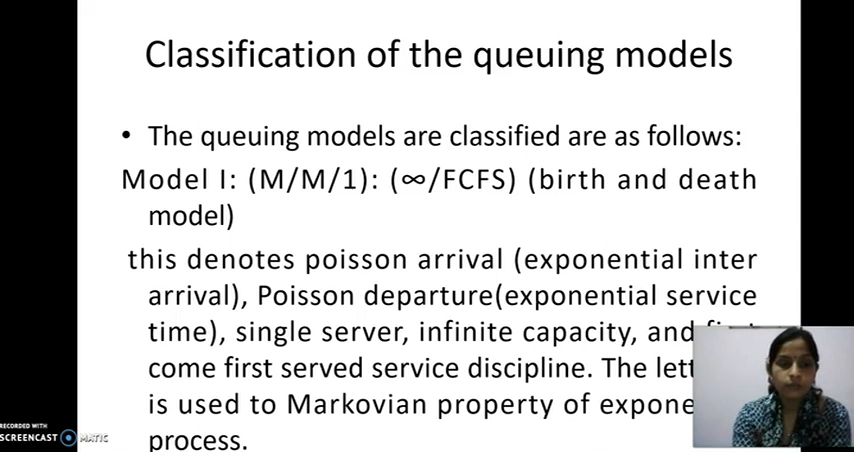 Classification of the queuing models
• The queuing models are classified are as follows:
Model I: (M/M/1): (∞/FCFS) (birth and death
model)
this denotes poisson arrival (exponential inter
arrival), Poisson departure(exponential service
time), single server, infinite capacity, and
come first served service discipline. The
is used to Markovian property of
process.
RECORDED WITH
SCREENCAST MATIC